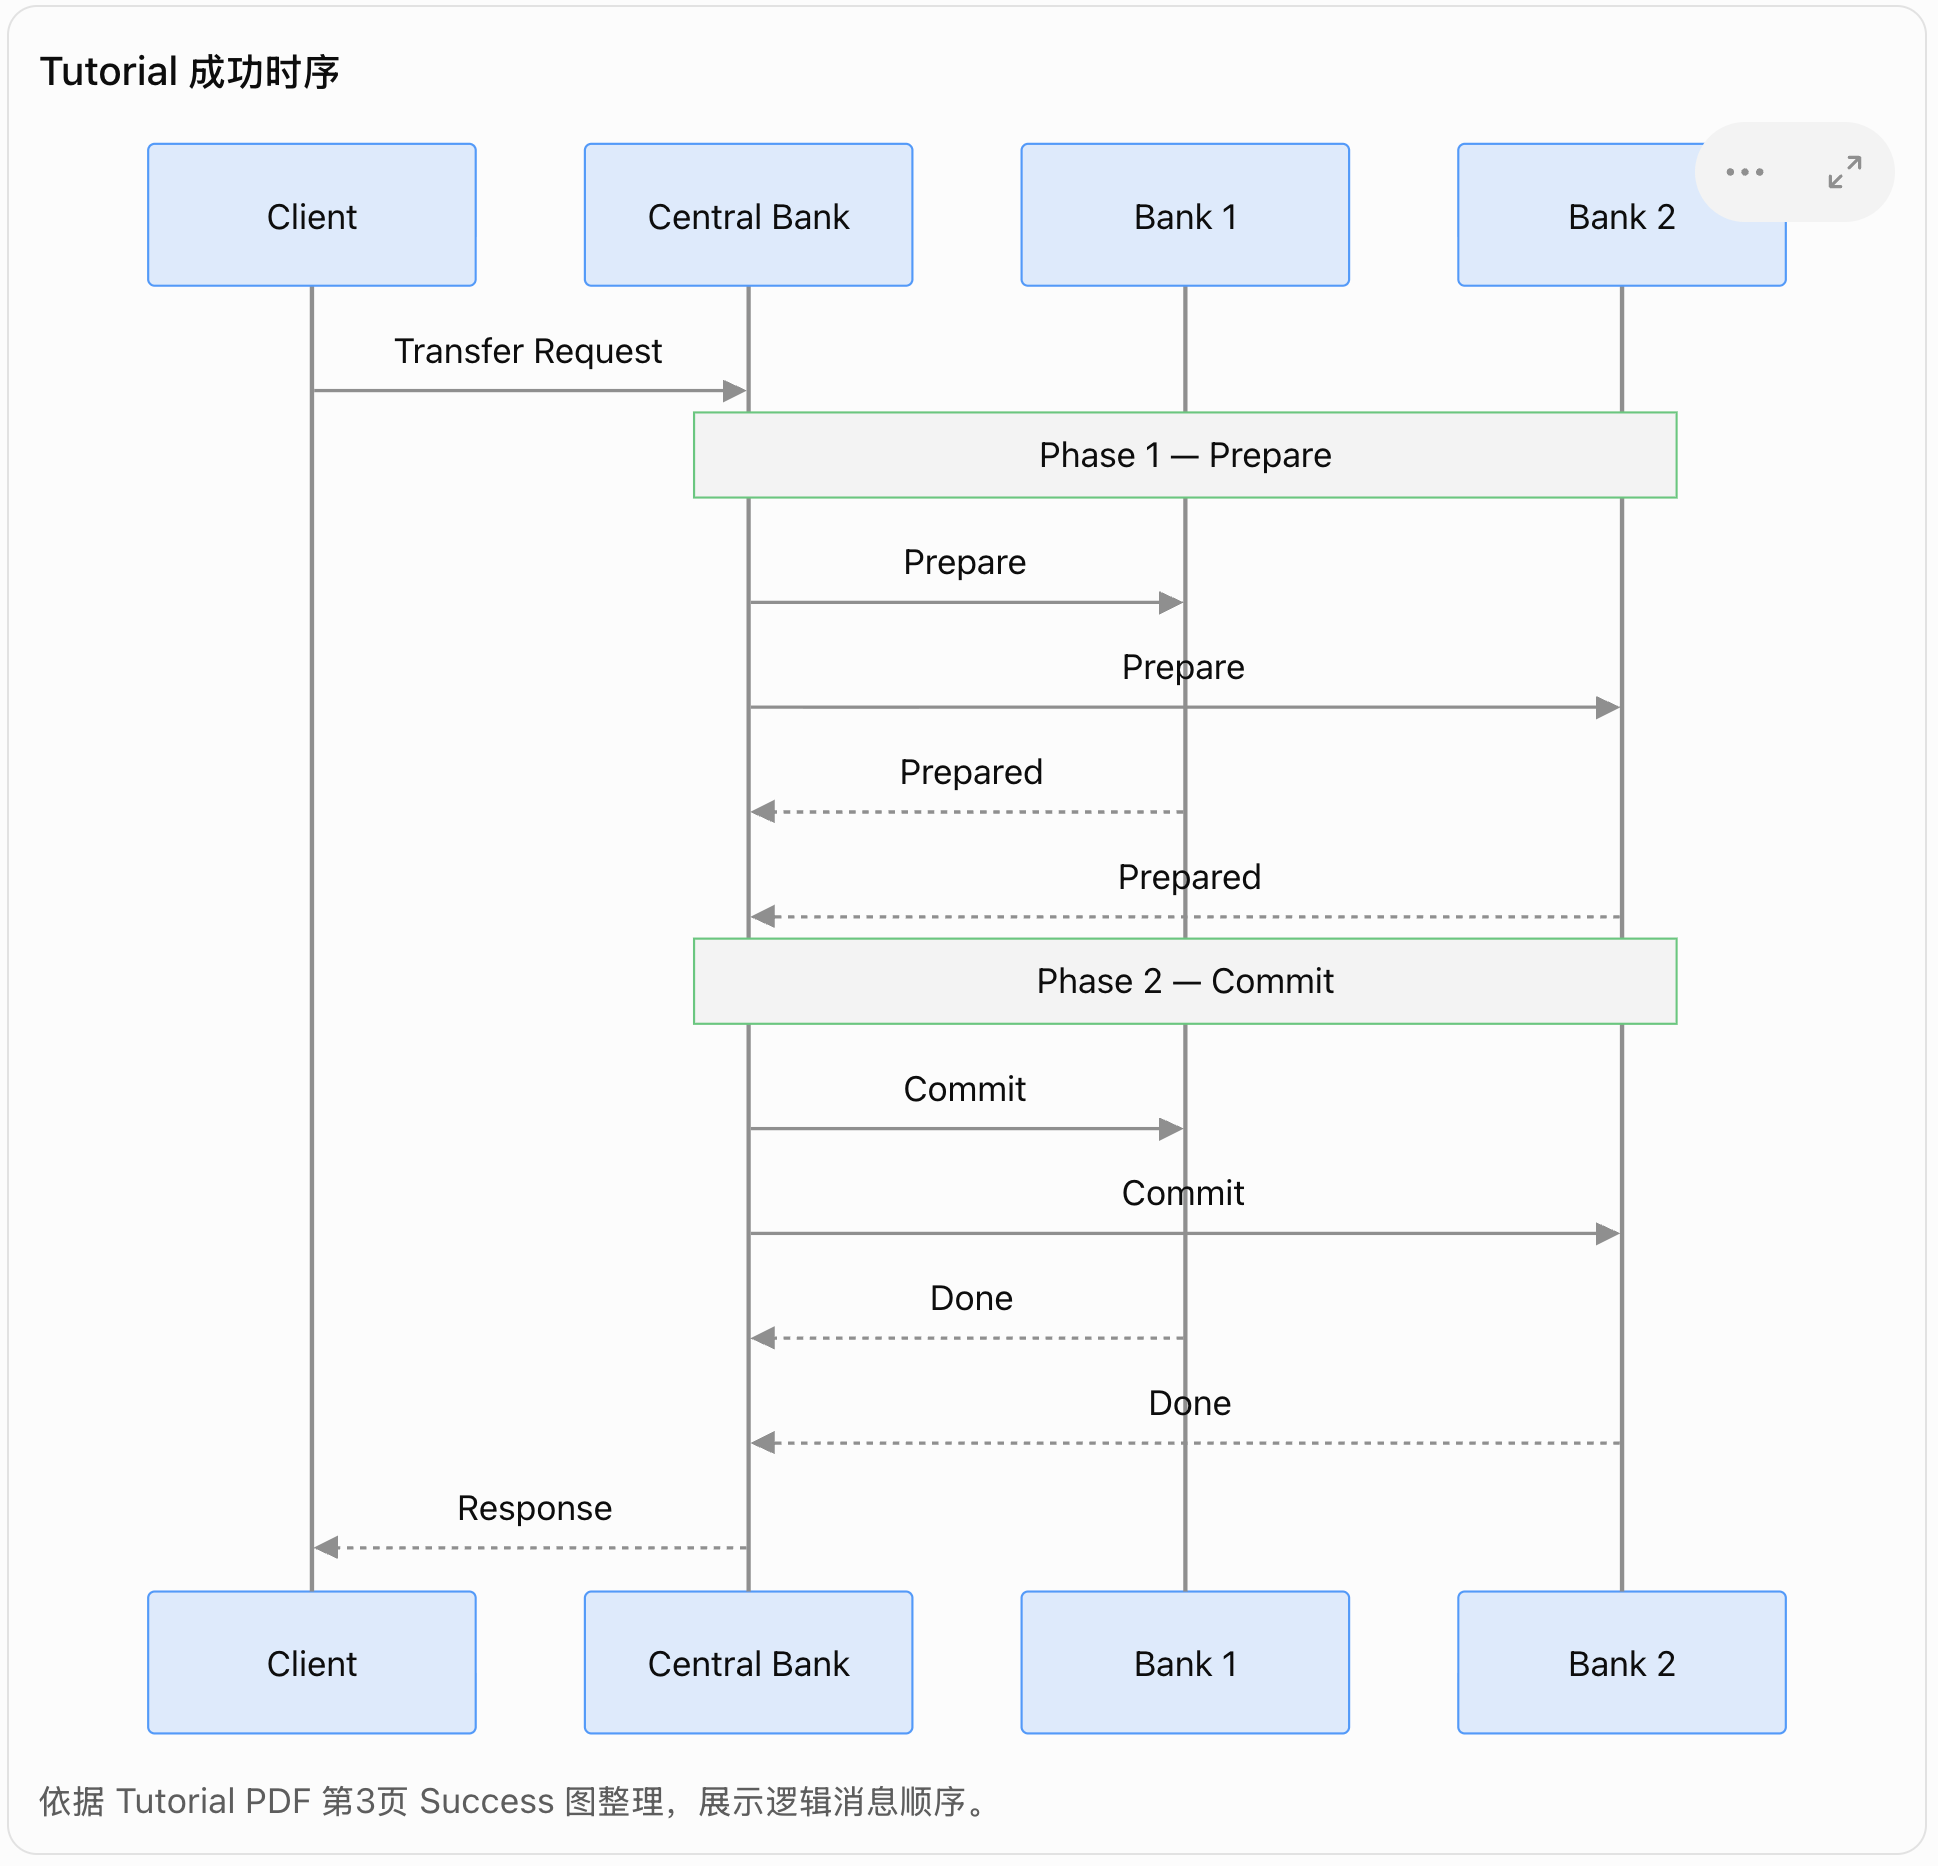 Tutorial 成功时序
Client
Central Bank
Bank 1
Bank 2
Transfer Request
Phase 1 — Prepare
Prepare
Prepare
Prepared
Prepared
Phase 2 — Commit
Commit
Commit
Done
Done
Response
Client
Central Bank
Bank 1
Bank 2
依据 Tutorial PDF 第3页 Success 图整理，展示逻辑消息顺序。